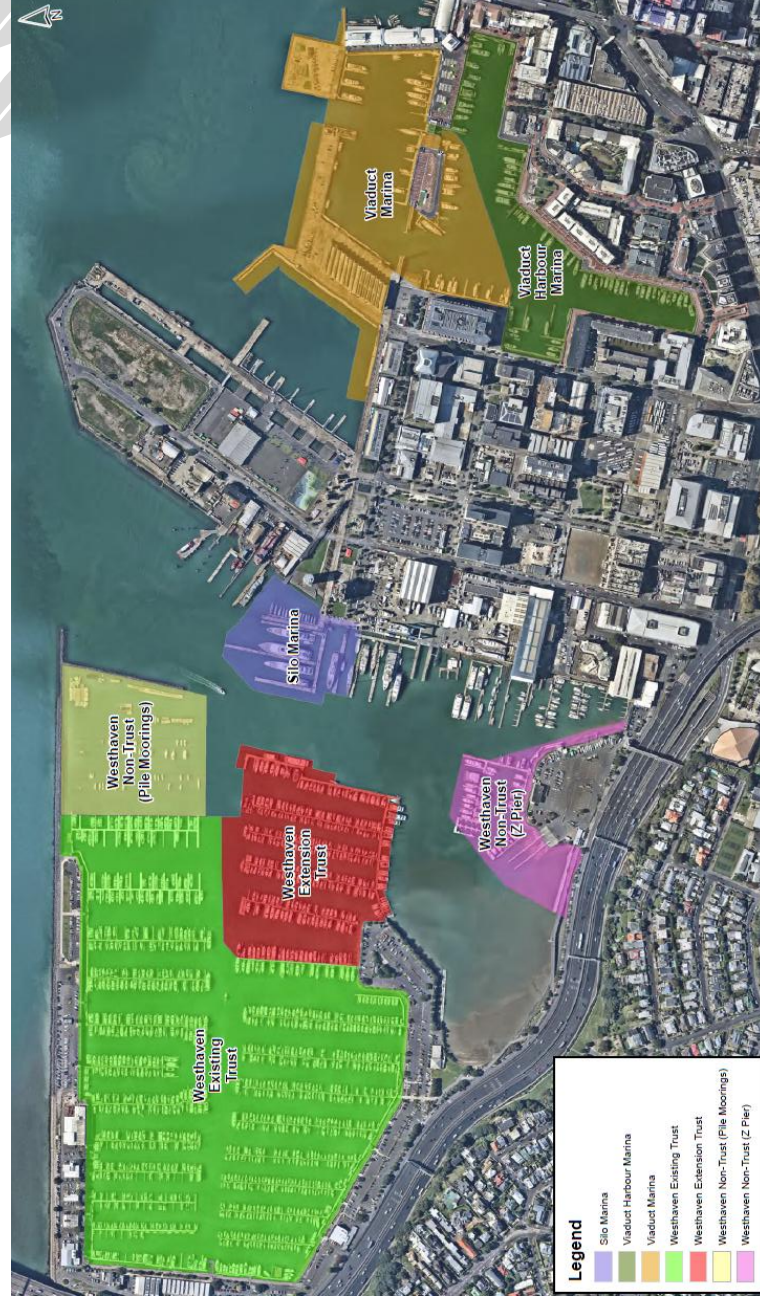 N
Viaduct
Marina
Viaduct
Harbour
Marina
Silo Marina
Westhaven
Non-Trust
(Pile Moorings)
Westhaven
Extension
Trust
Westhaven
Non-Trust
(Z Pier)
Westhaven
Existing
Trust
Legend
Silo Marina
Viaduct Harbour Marina
Viaduct Marina
Westhaven Existing Trust
Westhaven Extension Trust
Westhaven Non-Trust (Pile Moorings)
Westhaven Non-Trust (Z Pier)